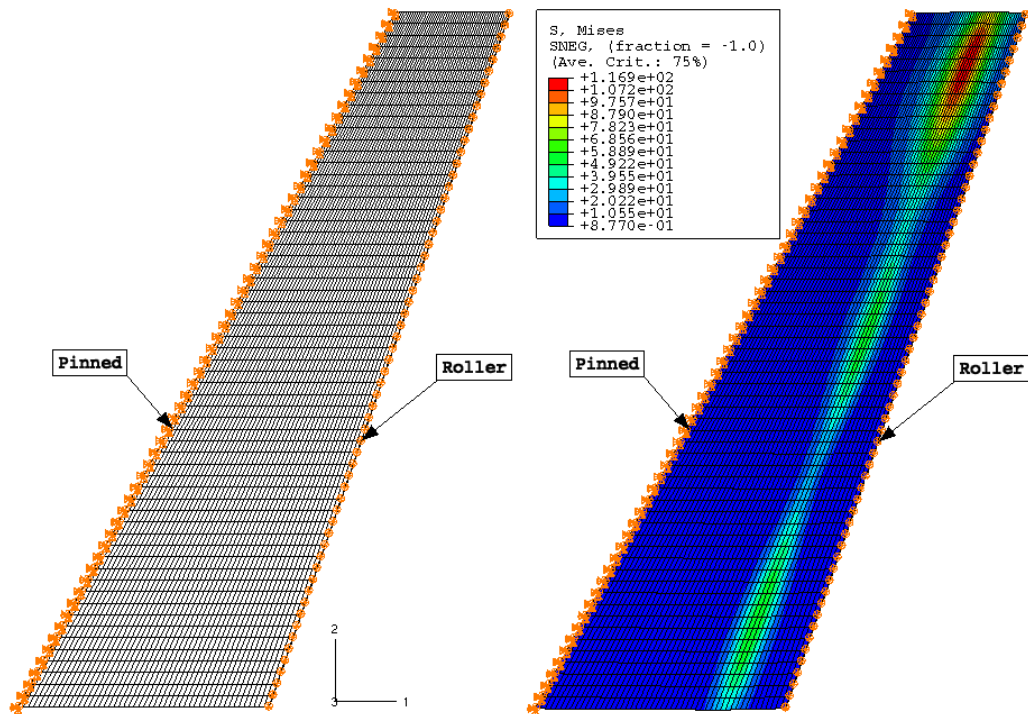 S, Mises
SNEG, (fraction = -1.0)
(Ave. Crit.: 75%)
+1.169e+02
+1.072e+02
+9.757e+01
+8.790e+01
+7.823e+01
+6.856e+01
+5.889e+01
+4.922e+01
+3.955e+01
+2.989e+01
+2.022e+01
+1.055e+01
+8.770e-01
Pinned
Roller
Pinned
Roller
2
3
1